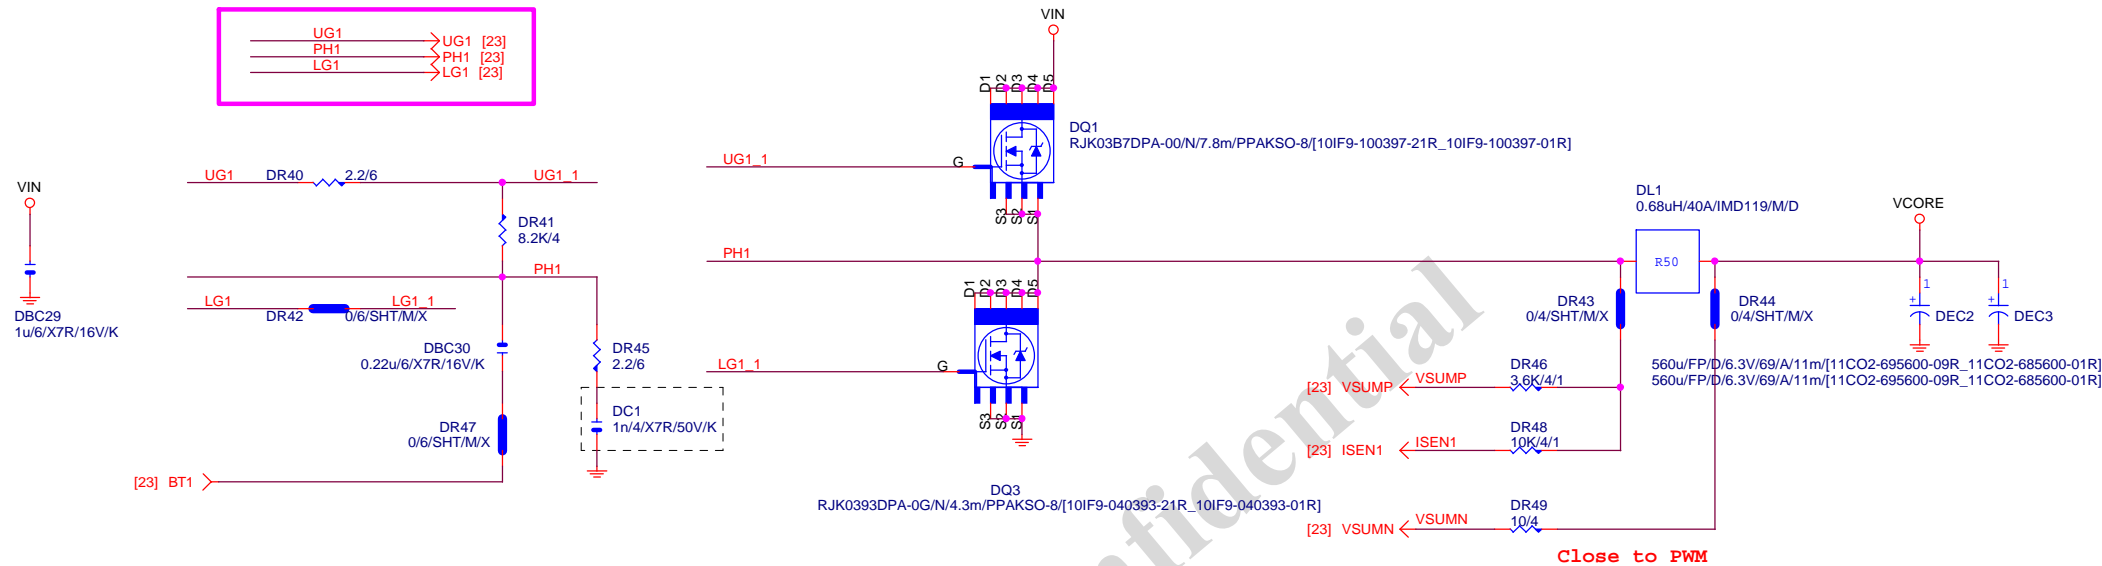 UG1 UG1 [23]
PH1 PH1 [23]
LG1 LG1 [23]
VIN
D1 D2 D3 D4 D5
DQ1
RJK03B7DPA-00/N/7.8m/PPAKSO-8/[10IF9-100397-21R_10IF9-100397-01R]
UG1_1 G
S3 S2 S1
UG1 DR40 2.2/6 UG1_1
VIN
DR41
8.2K/4
DL1
0.68uH/40A/IMD119/M/D
VCORE
PH1
PH1
R50
LG1 LG1_1
DR42 0/6/SHT/M/X
DBC29
1u/6/X7R/16V/K
D1 D2 D3 D4 D5
DR43
0/4/SHT/M/X
DR44
0/4/SHT/M/X
1 + DEC2
1 + DEC3
DBC30
0.22u/6/X7R/16V/K
DR45
2.2/6
LG1_1 G
S3 S2 S1
560u/FP/D/6.3V/69/A/11m/[11CO2-695600-09R_11CO2-685600-01R]
560u/FP/D/6.3V/69/A/11m/[11CO2-695600-09R_11CO2-685600-01R]
DR46
[23] VSUMP VSUMP 3.6K/4/1
DC1
1n/4/X7R/50V/K
DR47
0/6/SHT/M/X
DR48
[23] ISEN1 ISEN1 10K/4/1
[23] BT1
DQ3
RJK0393DPA-0G/N/4.3m/PPAKSO-8/[10IF9-040393-21R_10IF9-040393-01R]
DR49
[23] VSUMN VSUMN 10/4
Close to PWM
nfidential